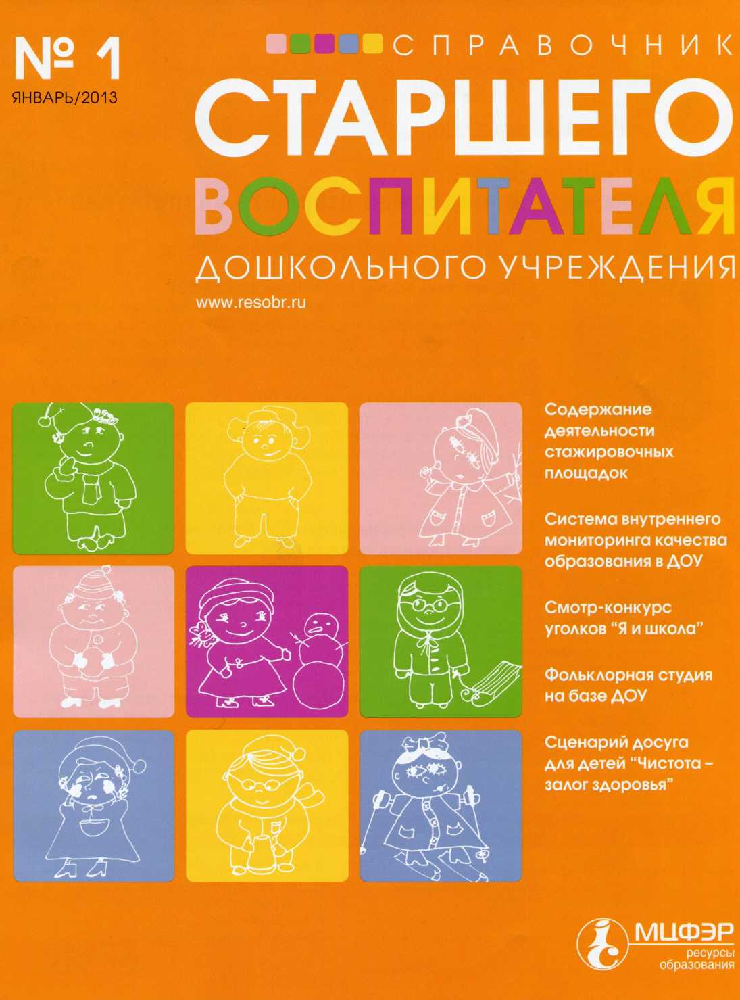 № 1
ЯНВАРЬ/2013
СПРАВОЧНИК
СТАРШЕГО
ВОСПИТАТЕЛЯ
ДОШКОЛЬНОГО УЧРЕЖДЕНИЯ
www.resobr.ru
Содержание
деятельности
стажировочных
площадок
Система внутреннего
мониторинга качества
образования в ДОУ
Смотр-конкурс
уголков “Я и школа”
Фольклорная студия
на базе ДОУ
Сценарий досуга
для детей “Чистота –
залог здоровья”
МЦФЭР
ресурсы
образования